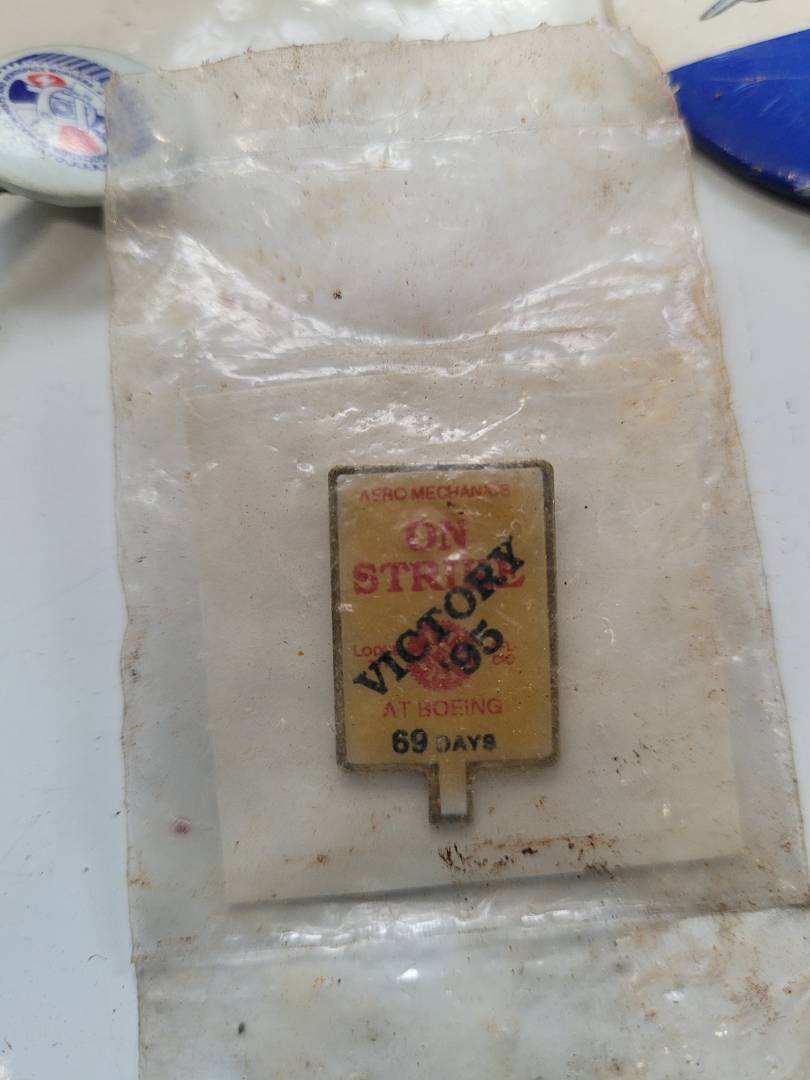 AERO MECHANICS
ON
STRIKE
VICTORY
'95
AT BOEING
69 DAYS